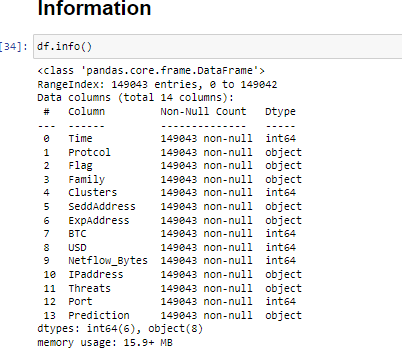 Information
[34]: df.info()
<class 'pandas.core.frame.DataFrame'>
RangeIndex: 149043 entries, 0 to 149042
Data columns (total 14 columns):
 #   Column         Non-Null Count   Dtype
---  ------         --------------   -----
 0   Time           149043 non-null  int64
 1   Protcol        149043 non-null  object
 2   Flag           149043 non-null  object
 3   Family         149043 non-null  object
 4   Clusters       149043 non-null  int64
 5   SeddAddress    149043 non-null  object
 6   ExpAddress     149043 non-null  object
 7   BTC            149043 non-null  int64
 8   USD            149043 non-null  int64
 9   Netflow_Bytes  149043 non-null  int64
 10  IPaddress      149043 non-null  object
 11  Threats        149043 non-null  object
 12  Port           149043 non-null  int64
 13  Prediction     149043 non-null  object
dtypes: int64(6), object(8)
memory usage: 15.9+ MB